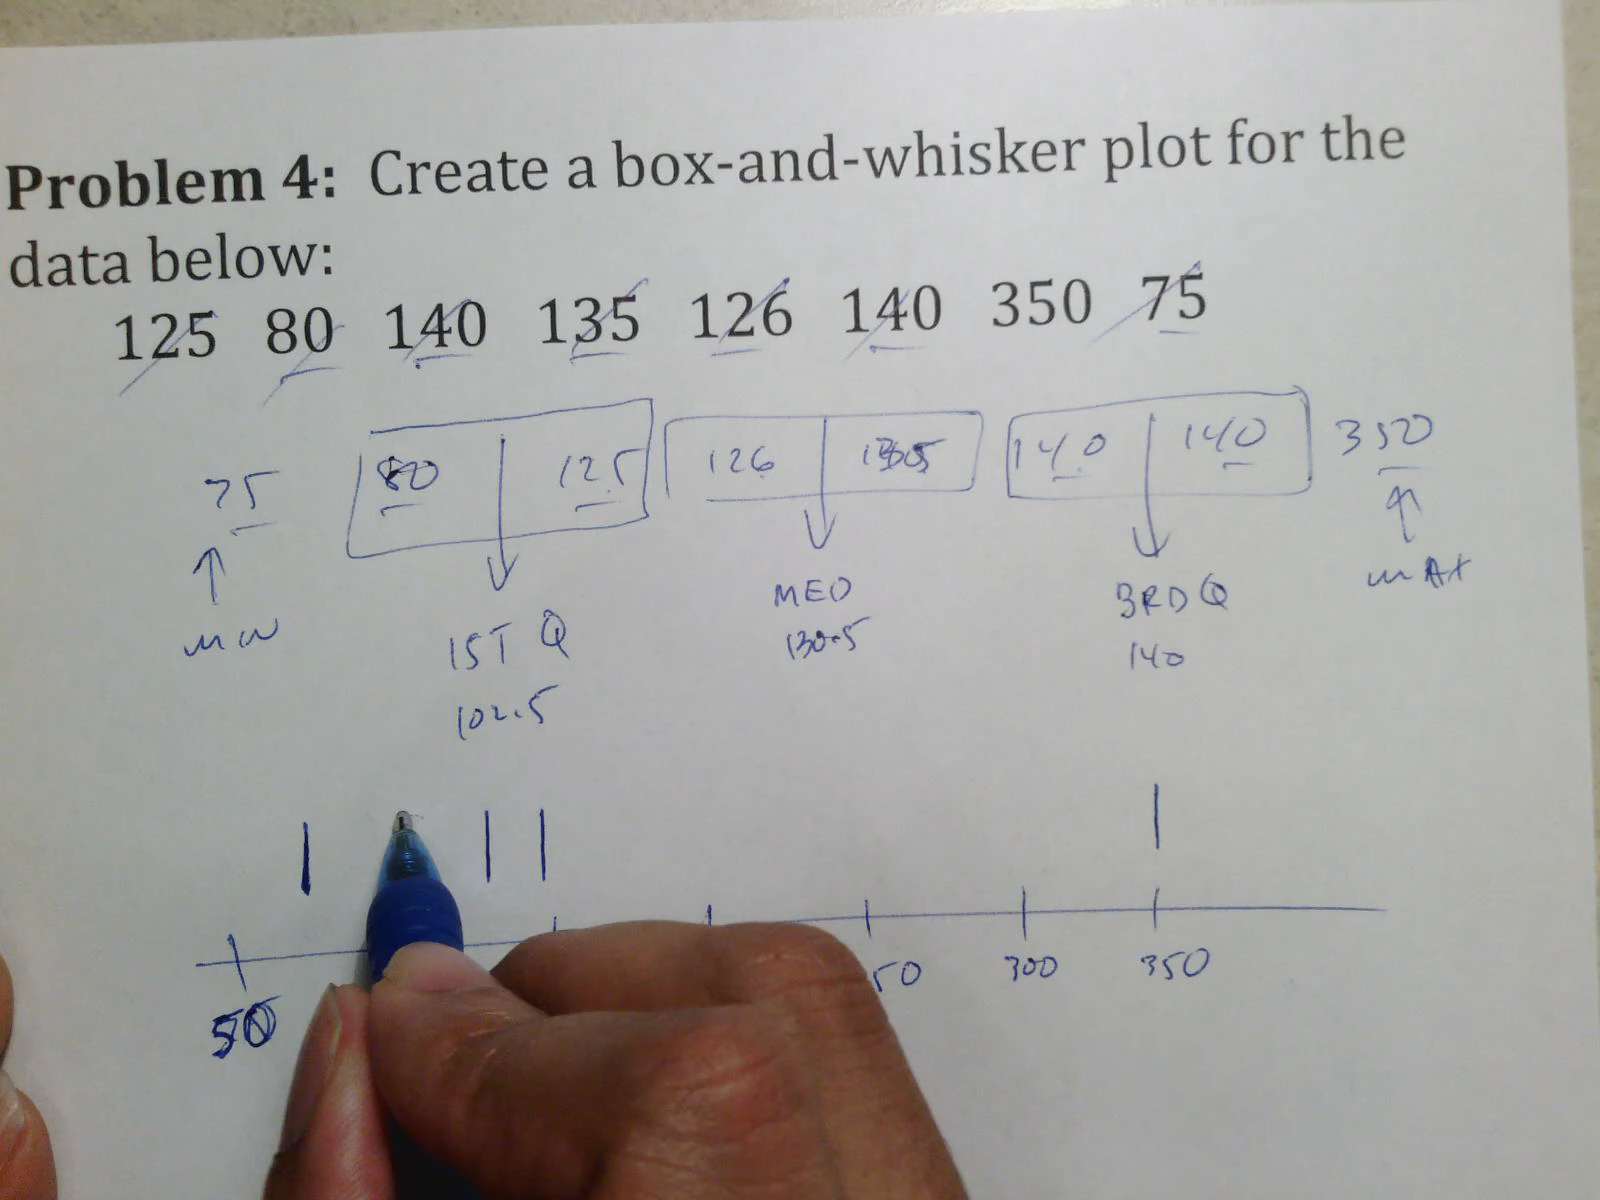 Problem 4: Create a box-and-whisker plot for the
data below:
125 80 140 135 126 140 350 75
75 80 125 126 140 140 350
MIN 1ST Q MED 3RD Q MAX
102.5 130.5 140
50 50 300 350